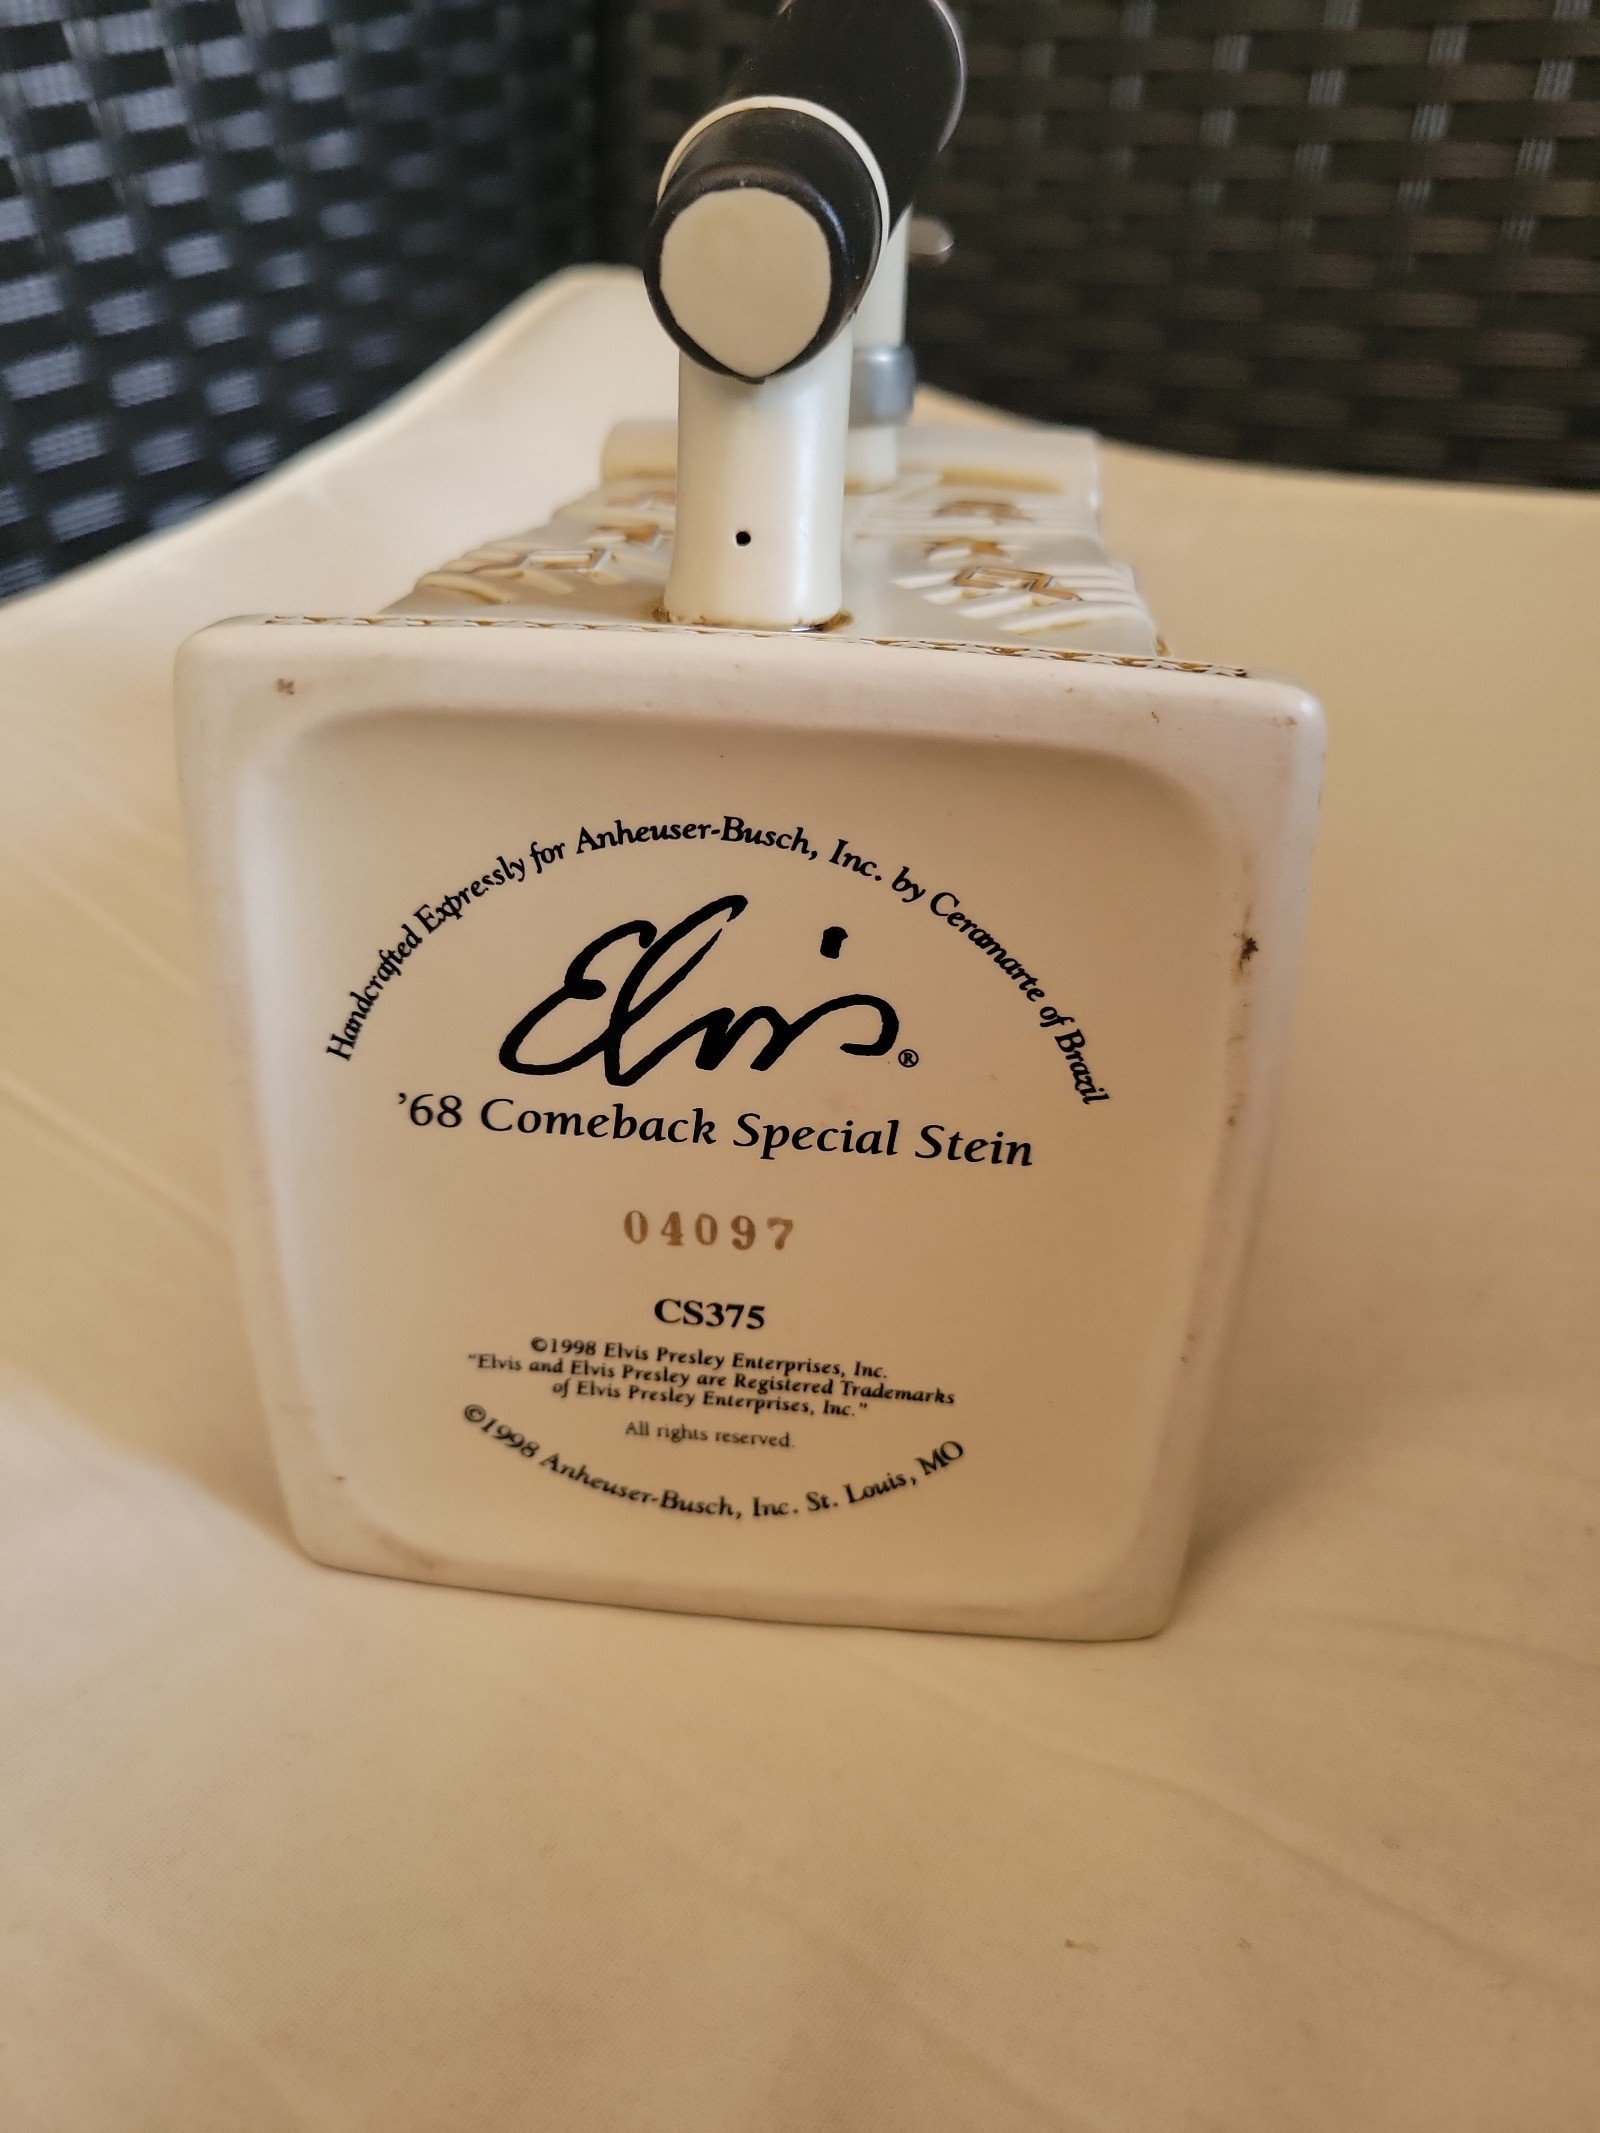 Handcrafted Expressly for Anheuser-Busch, Inc. by Ceramarte of Brazil
Elvis®
’68 Comeback Special Stein
04097
CS375
©1998 Elvis Presley Enterprises, Inc.
"Elvis and Elvis Presley are Registered Trademarks
of Elvis Presley Enterprises, Inc."
All rights reserved.
©1998 Anheuser-Busch, Inc. St. Louis, MO